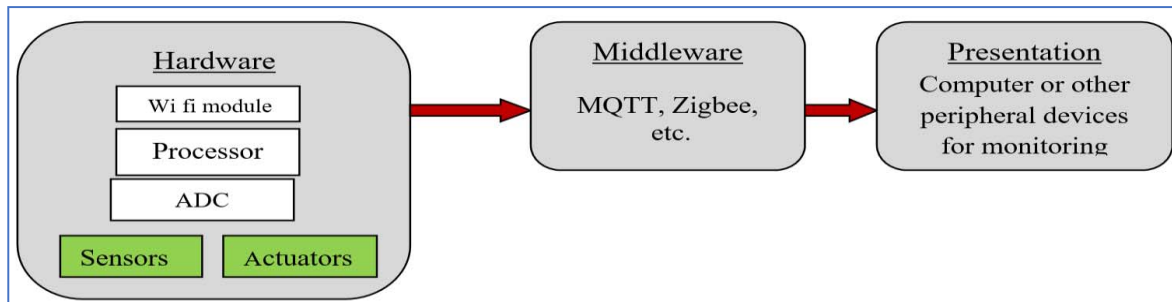 Hardware
Wi fi module
Processor
ADC
Sensors
Actuators
Middleware
MQTT, Zigbee,
etc.
Presentation
Computer or other
peripheral devices
for monitoring